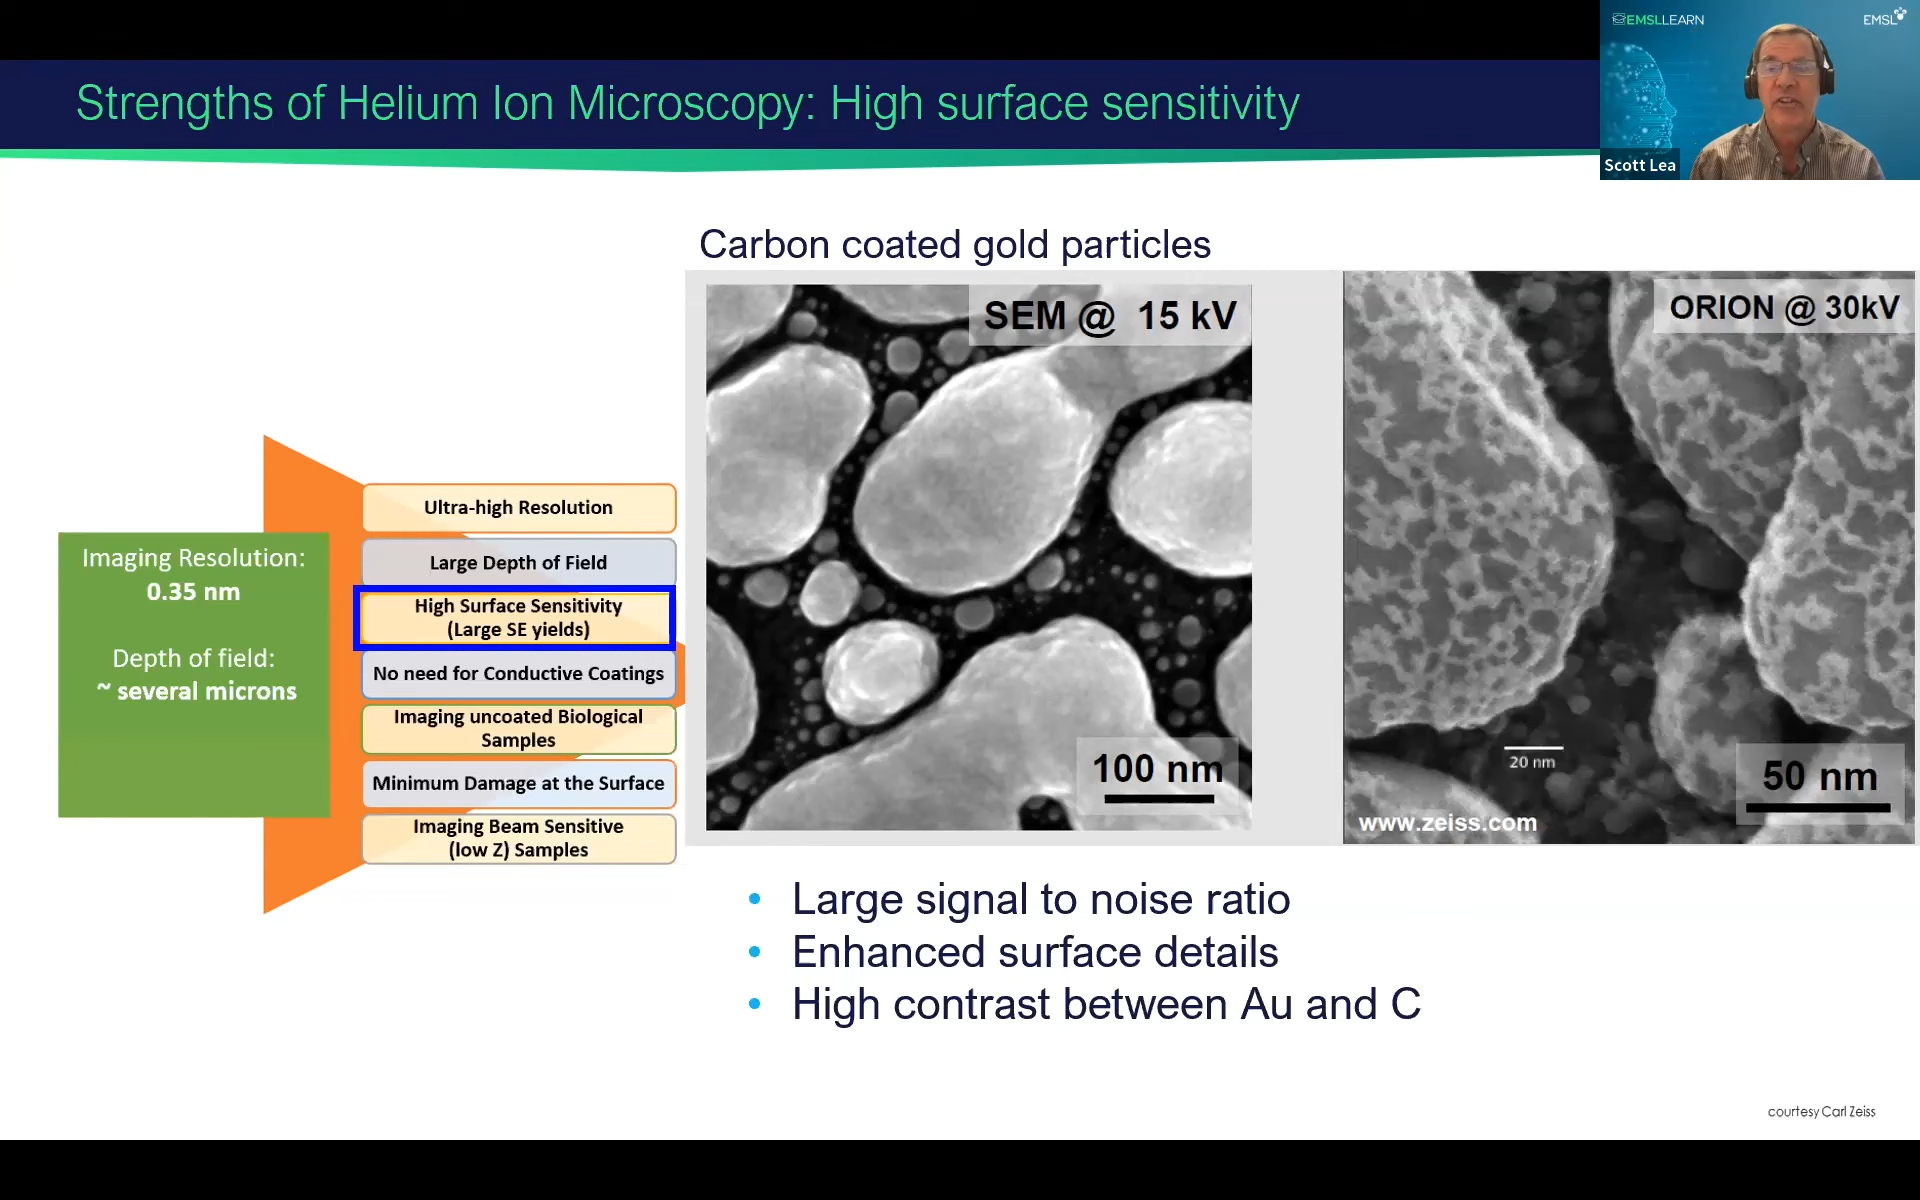 EMSLLEARN
EMSL
Scott Lea
Strengths of Helium Ion Microscopy: High surface sensitivity
Carbon coated gold particles
SEM @ 15 kV
100 nm
ORION @ 30kV
20 nm
50 nm
www.zeiss.com
Imaging Resolution:
0.35 nm
Depth of field:
~ several microns
Ultra-high Resolution
Large Depth of Field
High Surface Sensitivity
(Large SE yields)
No need for Conductive Coatings
Imaging uncoated Biological
Samples
Minimum Damage at the Surface
Imaging Beam Sensitive
(low Z) Samples
• Large signal to noise ratio
• Enhanced surface details
• High contrast between Au and C
courtesy Carl Zeiss